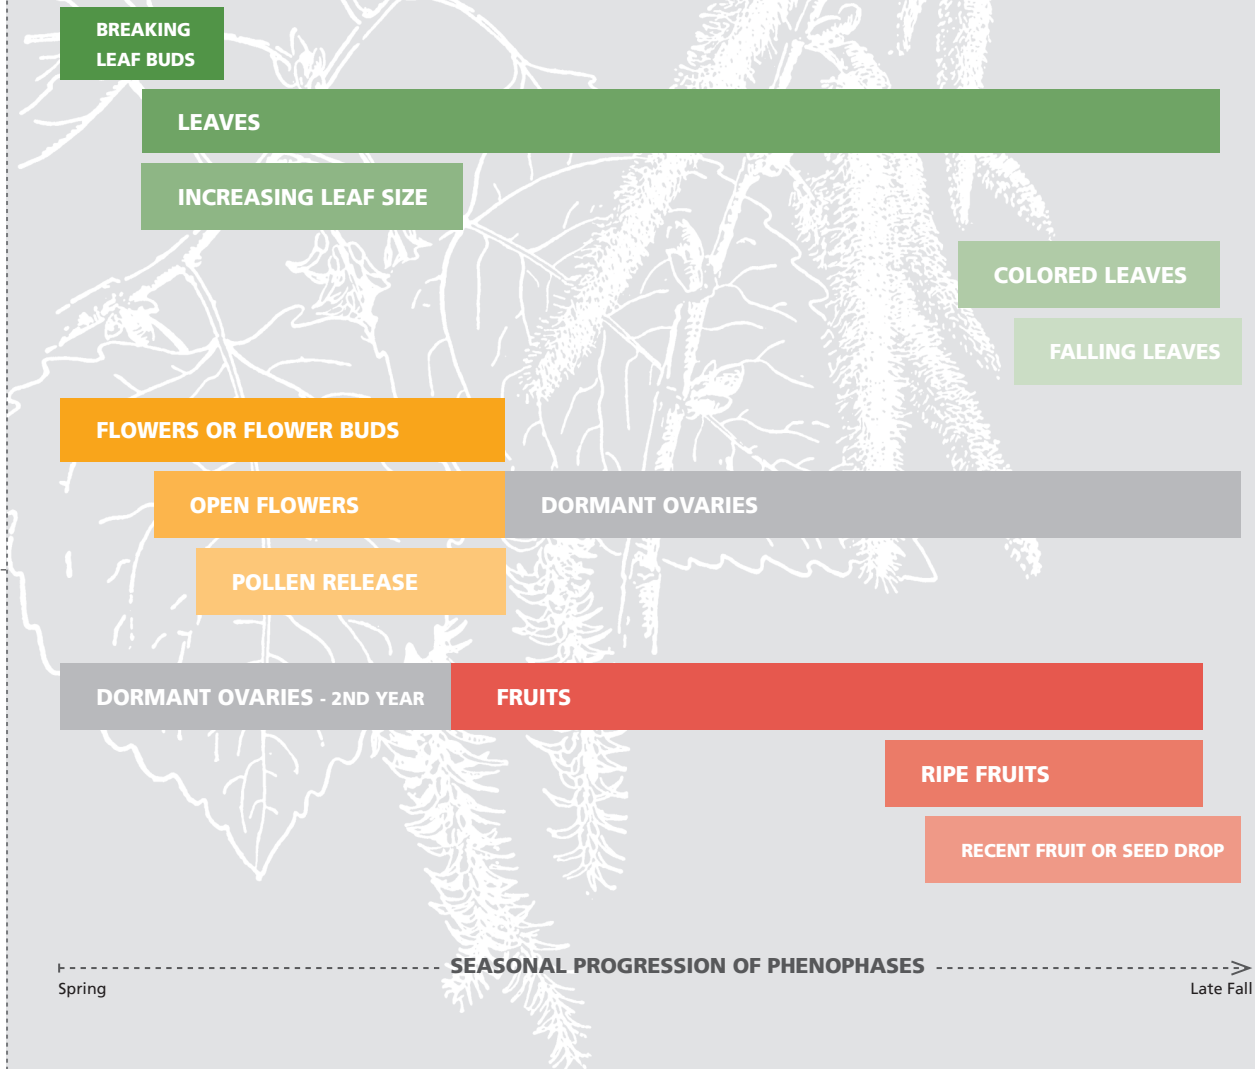 BREAKING
LEAF BUDS
LEAVES
INCREASING LEAF SIZE
COLORED LEAVES
FALLING LEAVES
FLOWERS OR FLOWER BUDS
OPEN FLOWERS
DORMANT OVARIES
POLLEN RELEASE
DORMANT OVARIES - 2ND YEAR
FRUITS
RIPE FRUITS
RECENT FRUIT OR SEED DROP
SEASONAL PROGRESSION OF PHENOPHASES
Spring
Late Fall